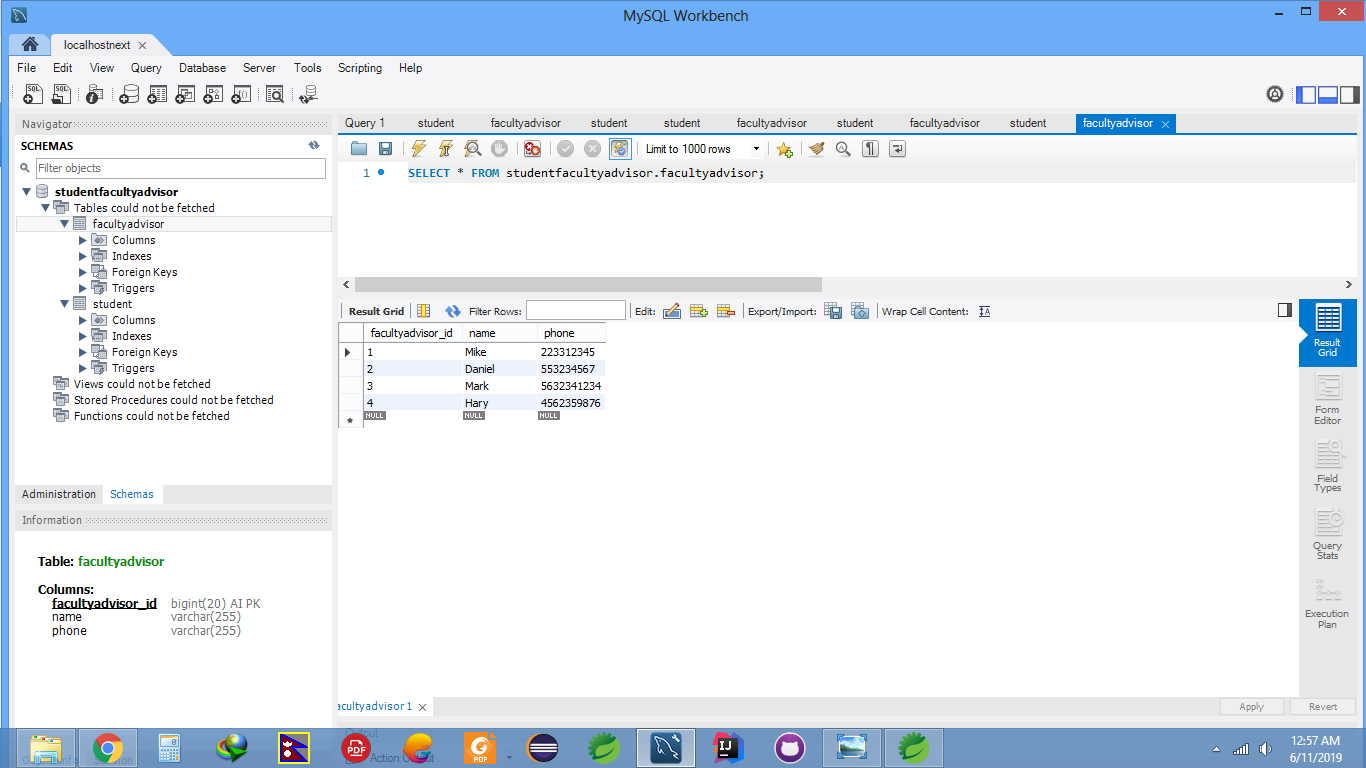 MySQL Workbench
localhostnext
File Edit View Query Database Server Tools Scripting Help
Navigator
SCHEMAS
Filter objects
studentfacultyadvisor
Tables could not be fetched
facultyadvisor
Columns
Indexes
Foreign Keys
Triggers
student
Columns
Indexes
Foreign Keys
Triggers
Views could not be fetched
Stored Procedures could not be fetched
Functions could not be fetched
Administration Schemas
Information
Table: facultyadvisor
Columns:
facultyadvisor_id bigint(20) AI PK
name varchar(255)
phone varchar(255)
Query 1 student facultyadvisor student student facultyadvisor student facultyadvisor student facultyadvisor
Limit to 1000 rows
1 SELECT * FROM studentfacultyadvisor.facultyadvisor;
Result Grid Filter Rows: Edit: Export/Import: Wrap Cell Content:
facultyadvisor_id name phone
1 Mike 223312345
2 Daniel 553234567
3 Mark 5632341234
4 Hary 4562359876
NULL NULL NULL
Result
Grid
Form
Editor
Field
Types
Query
Stats
Execution
Plan
acultyadvisor 1
Apply Revert
Output
Action Output
PDF
PDF
IJ
12:57 AM
6/11/2019